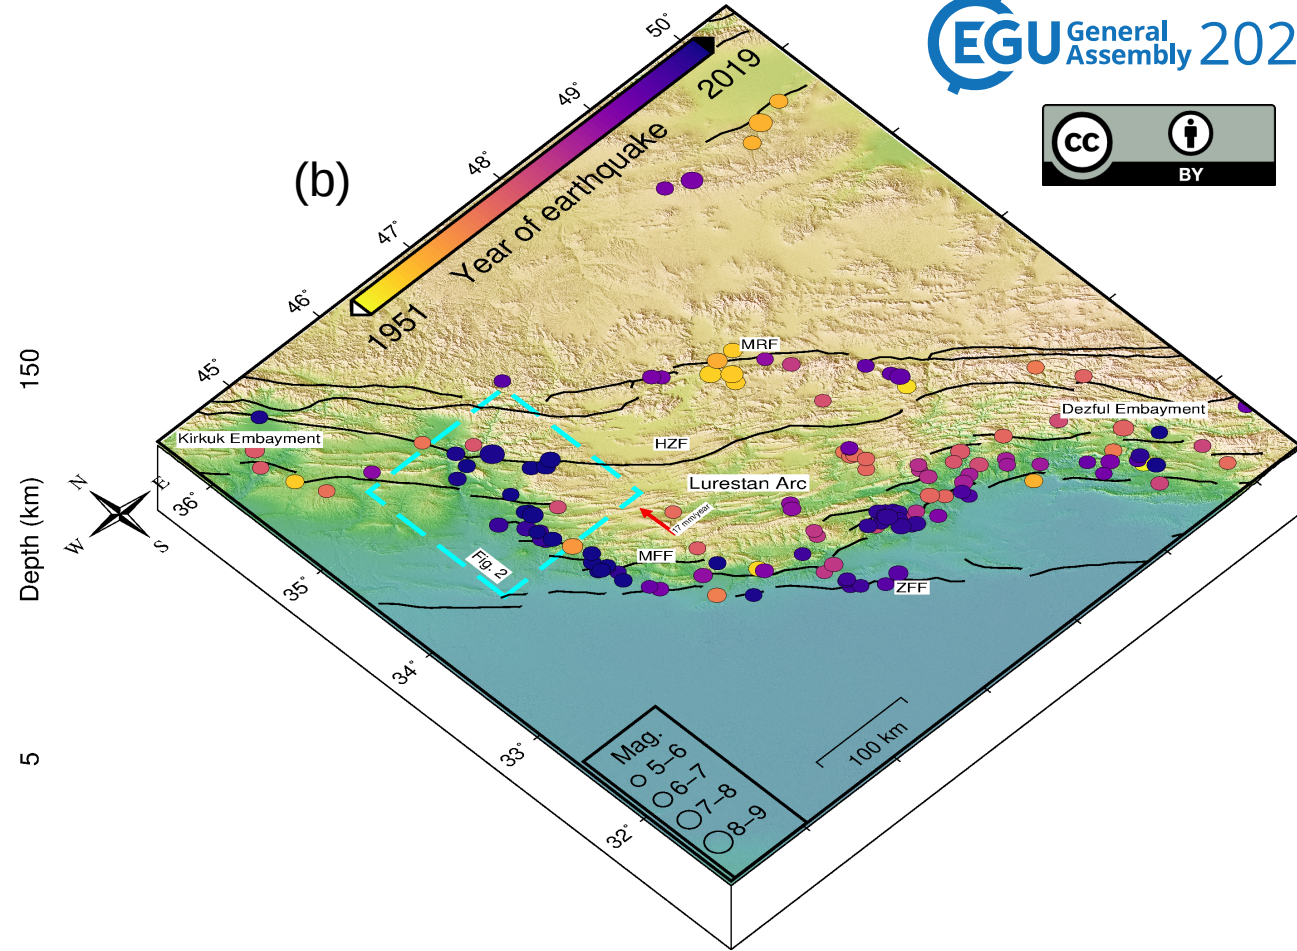 EGU General
Assembly 202
cc
BY
(b)
50°
49°
48°
47°
46°
45°
2019
Year of earthquake
1951
150
Depth (km)
5
N
E
W
S
36°
35°
34°
33°
32°
MRF
Dezful Embayment
Kirkuk Embayment
HZF
Lurestan Arc
17 mm/year
MFF
Fig. 2
ZFF
100 km
Mag.
5–6
6–7
7–8
8–9